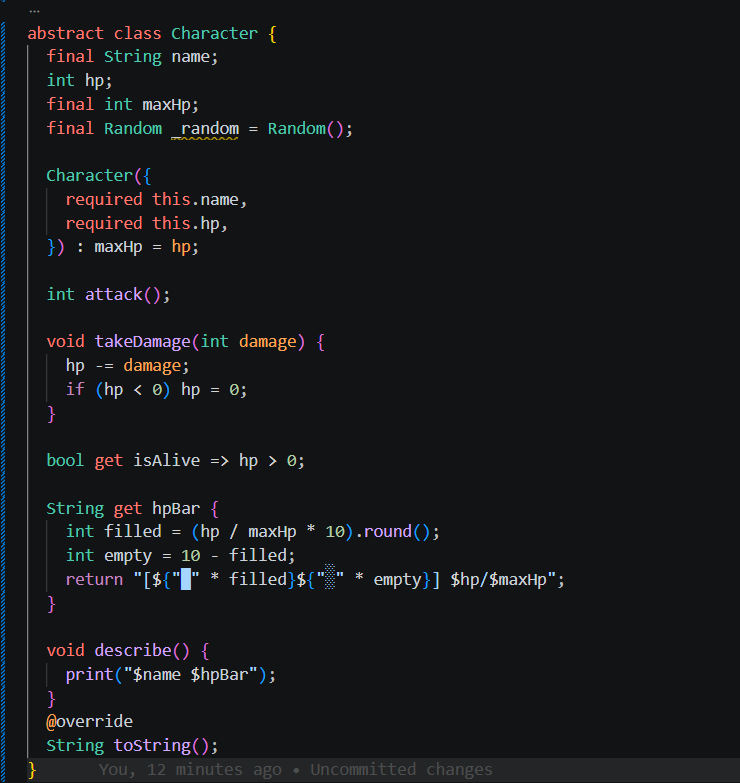 ...
abstract class Character {
  final String name;
  int hp;
  final int maxHp;
  final Random _random = Random();

  Character({
    required this.name,
    required this.hp,
  }) : maxHp = hp;

  int attack();

  void takeDamage(int damage) {
    hp -= damage;
    if (hp < 0) hp = 0;
  }

  bool get isAlive => hp > 0;

  String get hpBar {
    int filled = (hp / maxHp * 10).round();
    int empty = 10 - filled;
    return "[${"█" * filled}${"░" * empty}] $hp/$maxHp";
  }

  void describe() {
    print("$name $hpBar");
  }
  @override
  String toString();
} You, 12 minutes ago • Uncommitted changes